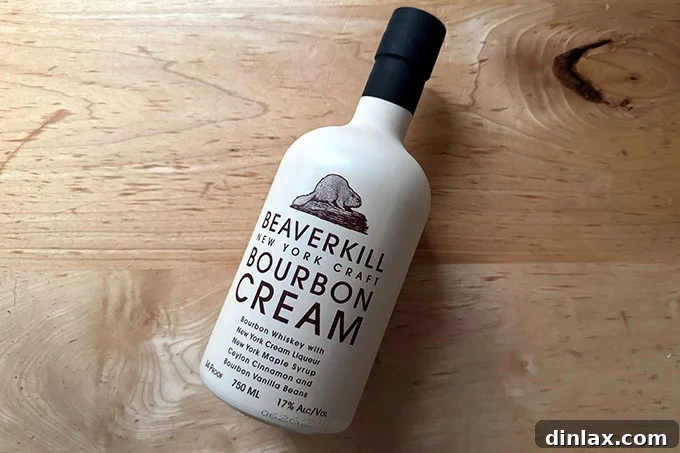 BEAVERKILL
NEW YORK CRAFT
BOURBON
CREAM
Bourbon Whiskey with
New York Cream Liqueur
New York Maple Syrup
Ceylon Cinnamon and
Bourbon Vanilla Beans
34 PROOF 750 ML 17% ALC/VOL
dinlax.com